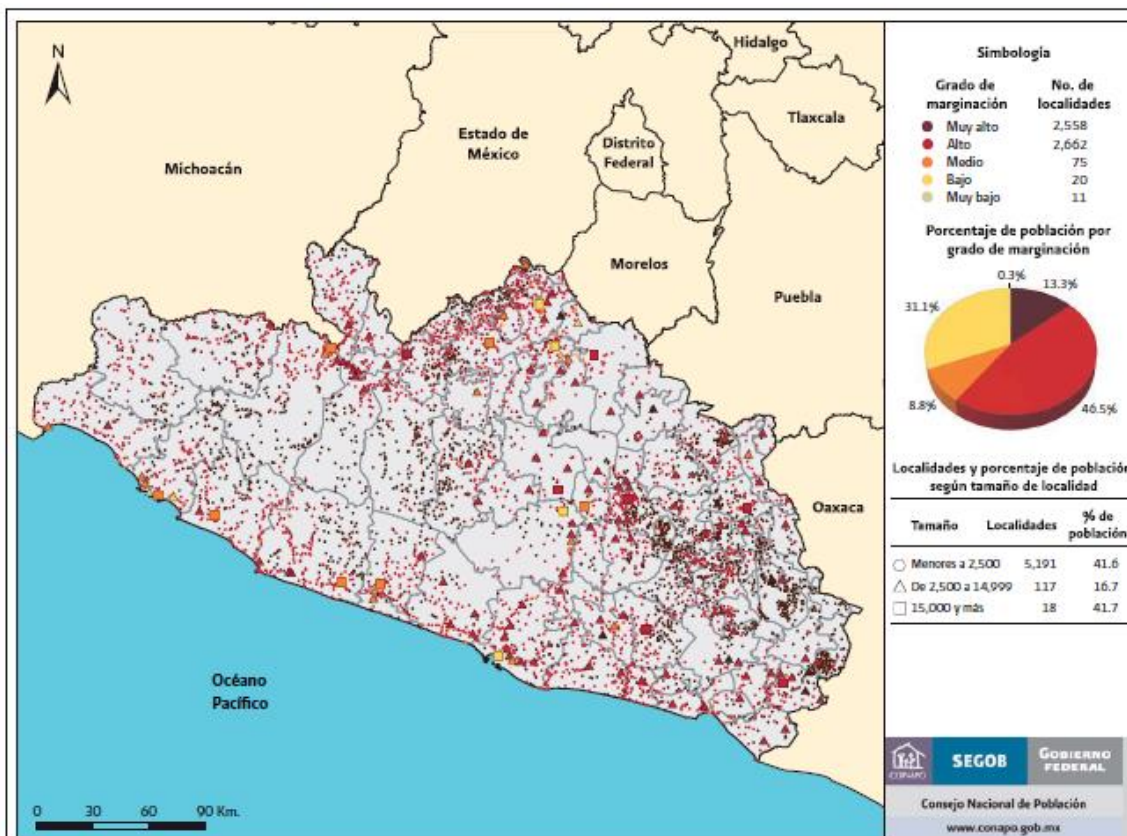 N
Michoacán
Estado de
México
Hidalgo
Distrito
Federal
Tlaxcala
Morelos
Puebla
Oaxaca
Océano
Pacífico
0 30 60 90 Km.
Simbología
Grado de marginación No. de localidades
Muy alto 2,558
Alto 2,662
Medio 75
Bajo 20
Muy bajo 11
Porcentaje de población por
grado de marginación
0.3%
13.3%
31.1%
8.8%
46.5%
Localidades y porcentaje de población
según tamaño de localidad
Tamaño Localidades % de población
Menores a 2,500 5,191 41.6
De 2,500 a 14,999 117 16.7
15,000 y más 18 41.7
CONAPO
SEGOB
GOBIERNO
FEDERAL
Consejo Nacional de Población
www.conapo.gob.mx